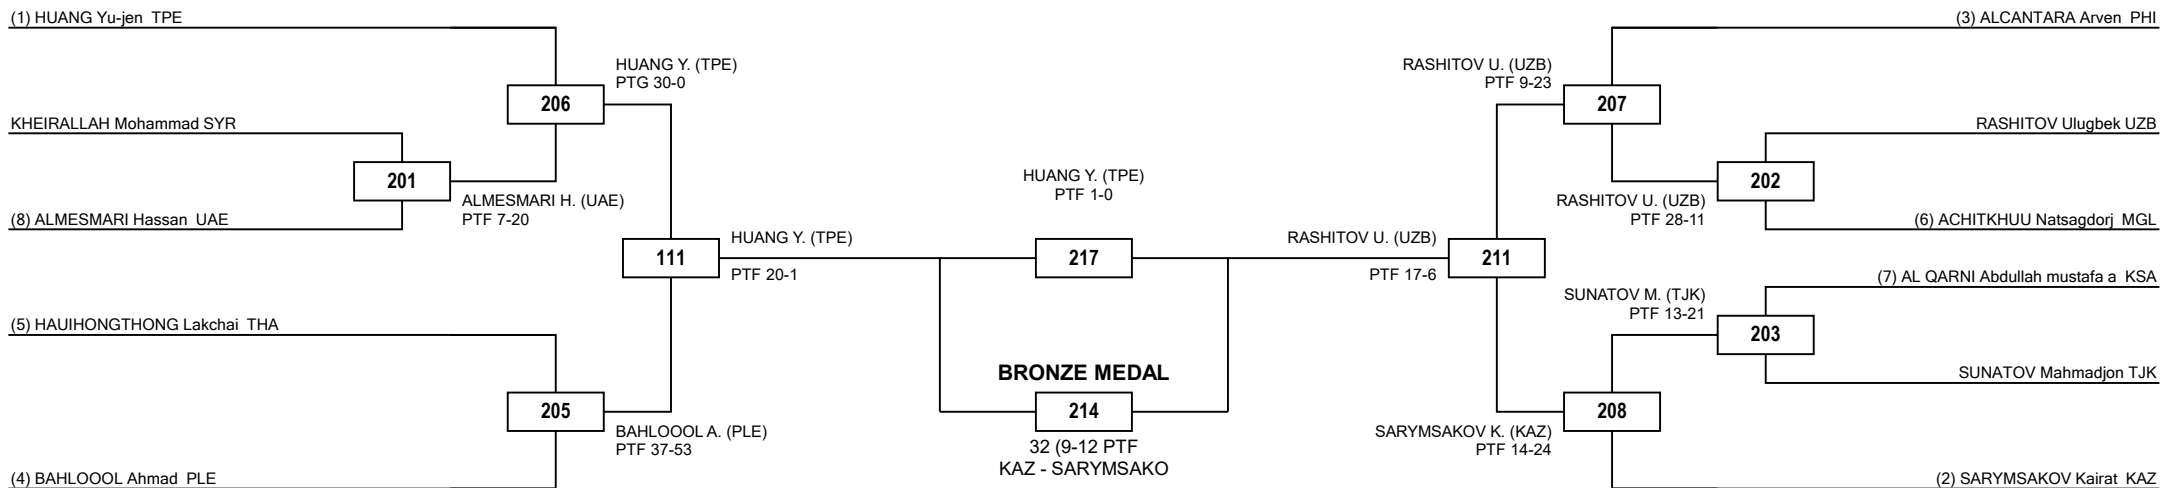 (1) HUANG Yu-jen TPE
HUANG Y. (TPE)
PTG 30-0
206
KHEIRALLAH Mohammad SYR
201
ALMESMARI H. (UAE)
PTF 7-20
(8) ALMESMARI Hassan UAE
111
HUANG Y. (TPE)
PTF 20-1
(5) HAUIHONGTHONG Lakchai THA
205
BAHLOOOL A. (PLE)
PTF 37-53
(4) BAHLOOOL Ahmad PLE
HUANG Y. (TPE)
PTF 1-0
217
BRONZE MEDAL
214
32 (9-12 PTF
KAZ - SARYMSAKO
(3) ALCANTARA Arven PHI
RASHITOV U. (UZB)
PTF 9-23
207
RASHITOV Ulugbek UZB
202
RASHITOV U. (UZB)
PTF 28-11
(6) ACHITKHUU Natsagdorj MGL
RASHITOV U. (UZB)
PTF 17-6
211
(7) AL QARNI Abdullah mustafa a KSA
SUNATOV M. (TJK)
PTF 13-21
203
SUNATOV Mahmadjon TJK
208
SARYMSAKOV K. (KAZ)
PTF 14-24
(2) SARYMSAKOV Kairat KAZ